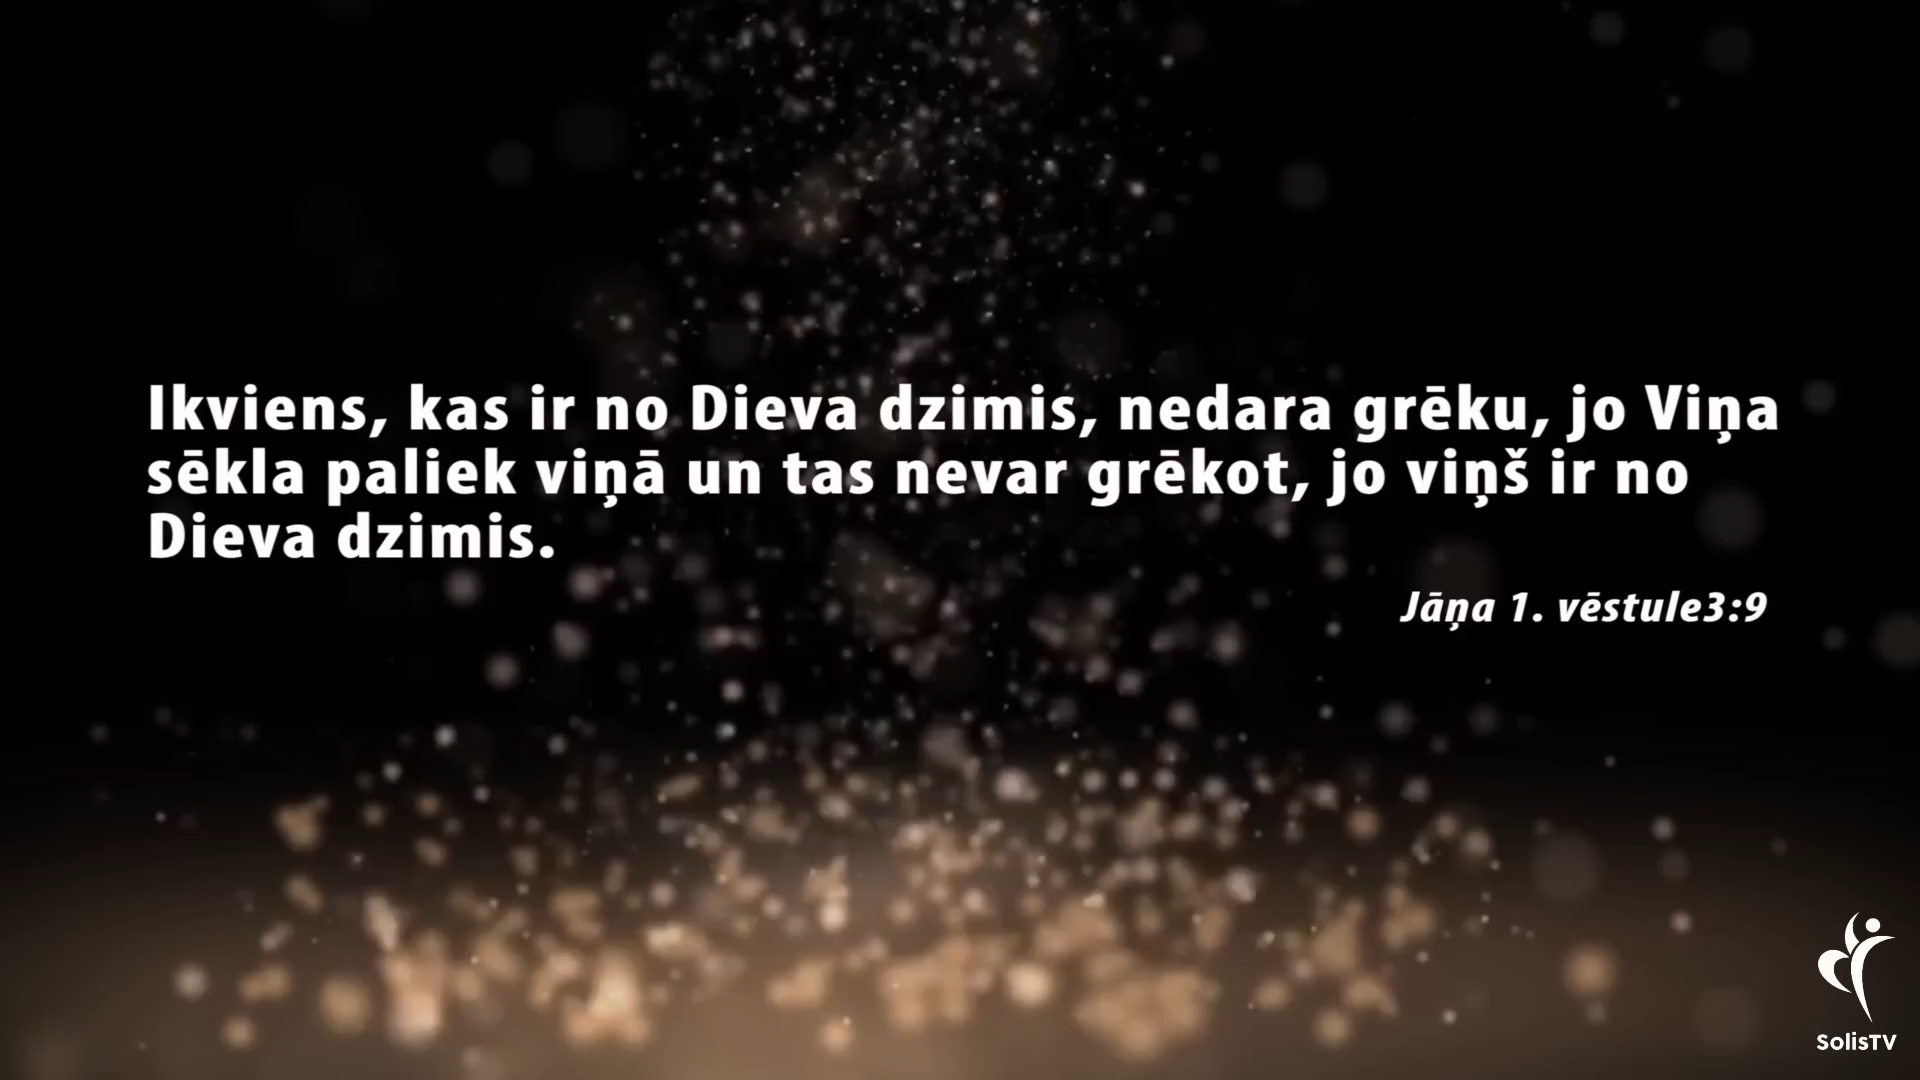 Ikviens, kas ir no Dieva dzimis, nedara grēku, jo Viņa
sēkla paliek viņā un tas nevar grēkot, jo viņš ir no
Dieva dzimis.
Jāņa 1. vēstule3:9
SolisTV